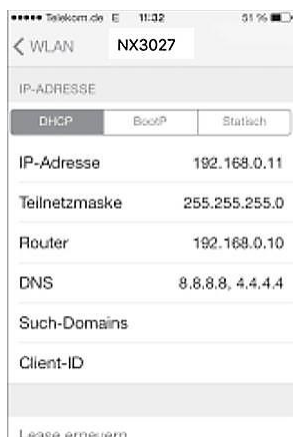 Telekom.de E 11:32 51 %
WLAN NX3027
IP-ADRESSE
DHCP BootP Statisch
IP-Adresse 192.168.0.11
Teilnetzmaske 255.255.255.0
Router 192.168.0.10
DNS 8.8.8.8, 4.4.4.4
Such-Domains
Client-ID
Lease erneuern